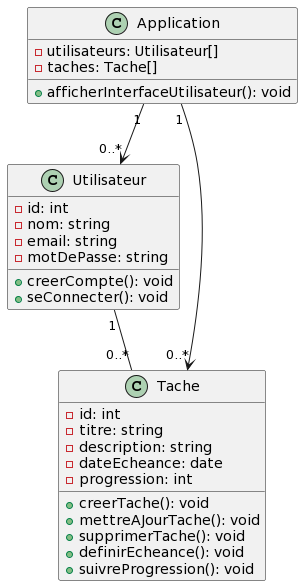 C Application
utilisateurs: Utilisateur[]
taches: Tache[]
afficherInterfaceUtilisateur(): void
1 1
0..*
C Utilisateur
id: int
nom: string
email: string
motDePasse: string
creerCompte(): void
seConnecter(): void
1
0..* 0..*
C Tache
id: int
titre: string
description: string
dateEcheance: date
progression: int
creerTache(): void
mettreAJourTache(): void
supprimerTache(): void
definirEcheance(): void
suivreProgression(): void